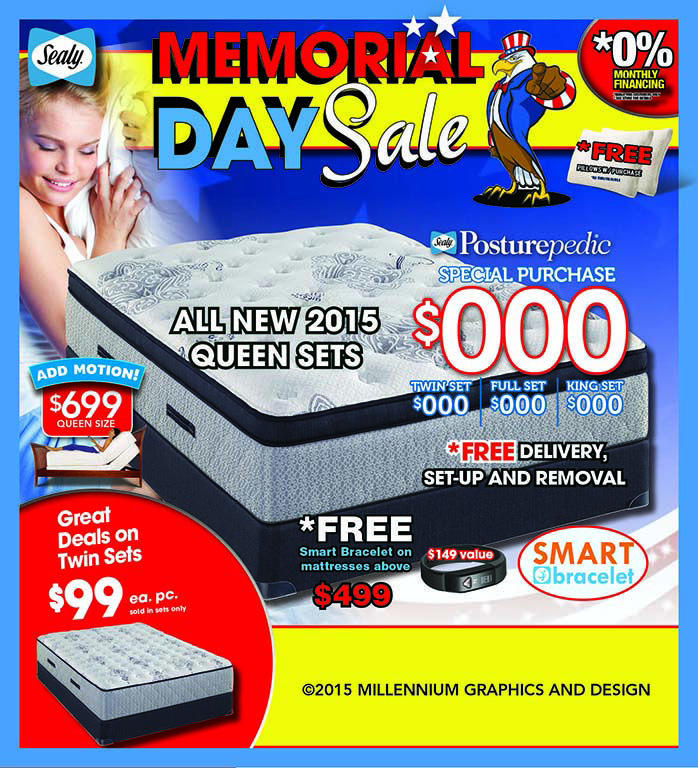 Sealy
MEMORIAL
DAY Sale
*0%
MONTHLY
FINANCING
*FREE
PILLOWS W/ PURCHASE
Sealy Posturepedic
SPECIAL PURCHASE
$000
ALL NEW 2015
QUEEN SETS
TWIN SET FULL SET KING SET
$000 $000 $000
ADD MOTION!
$699
QUEEN SIZE
*FREE DELIVERY,
SET-UP AND REMOVAL
Great
Deals on
Twin Sets
$99 ea. pc.
sold in sets only
*FREE
Smart Bracelet on
mattresses above
$499
$149 value
SMART
bracelet
©2015 MILLENNIUM GRAPHICS AND DESIGN